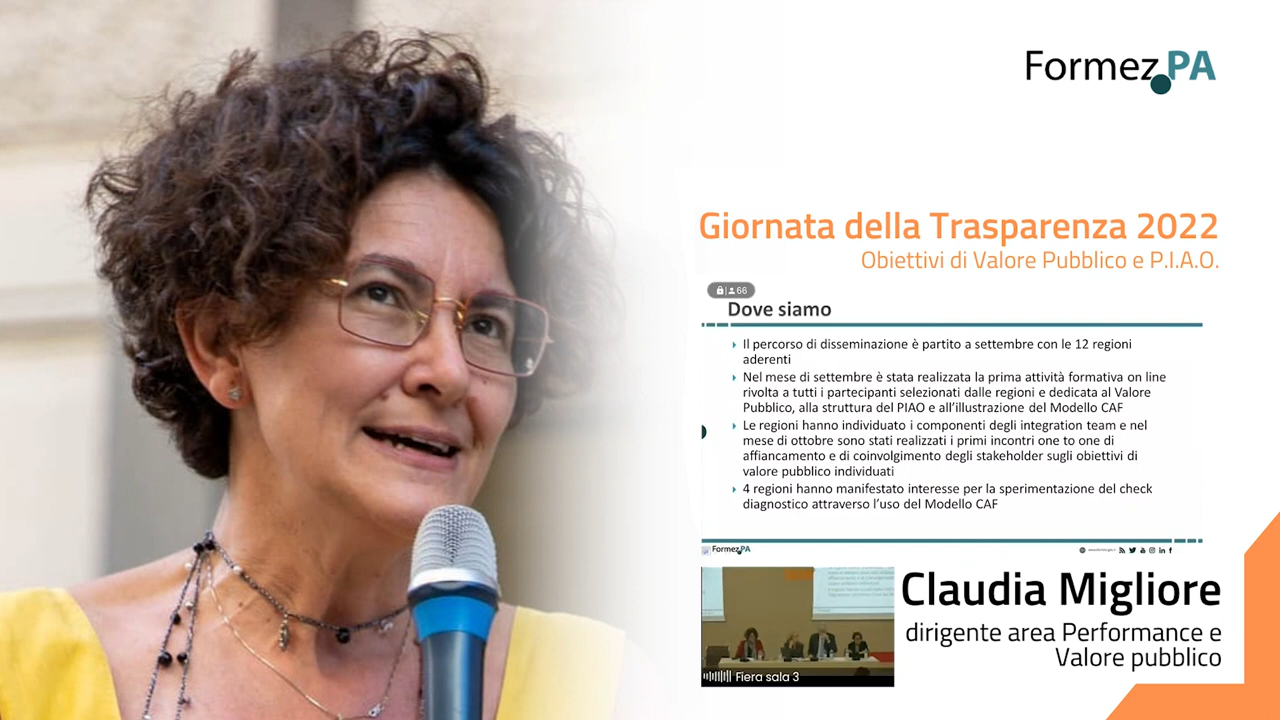 Formez PA
Giornata della Trasparenza 2022
Obiettivi di Valore Pubblico e P.I.A.O.
66
Dove siamo
Il percorso di disseminazione è partito a settembre con le 12 regioni
aderenti
Nel mese di settembre è stata realizzata la prima attività formativa on line
rivolta a tutti i partecipanti selezionati dalle regioni e dedicata al Valore
Pubblico, alla struttura del PIAO e all'illustrazione del Modello CAF
Le regioni hanno individuato i componenti degli integration team e nel
mese di ottobre sono stati realizzati i primi incontri one to one di
affiancamento e di coinvolgimento degli stakeholder sugli obiettivi di
valore pubblico individuati
4 regioni hanno manifestato interesse per la sperimentazione del check
diagnostico attraverso l'uso del Modello CAF
Formez PA
Fiera sala 3
Claudia Migliore
dirigente area Performance e
Valore pubblico